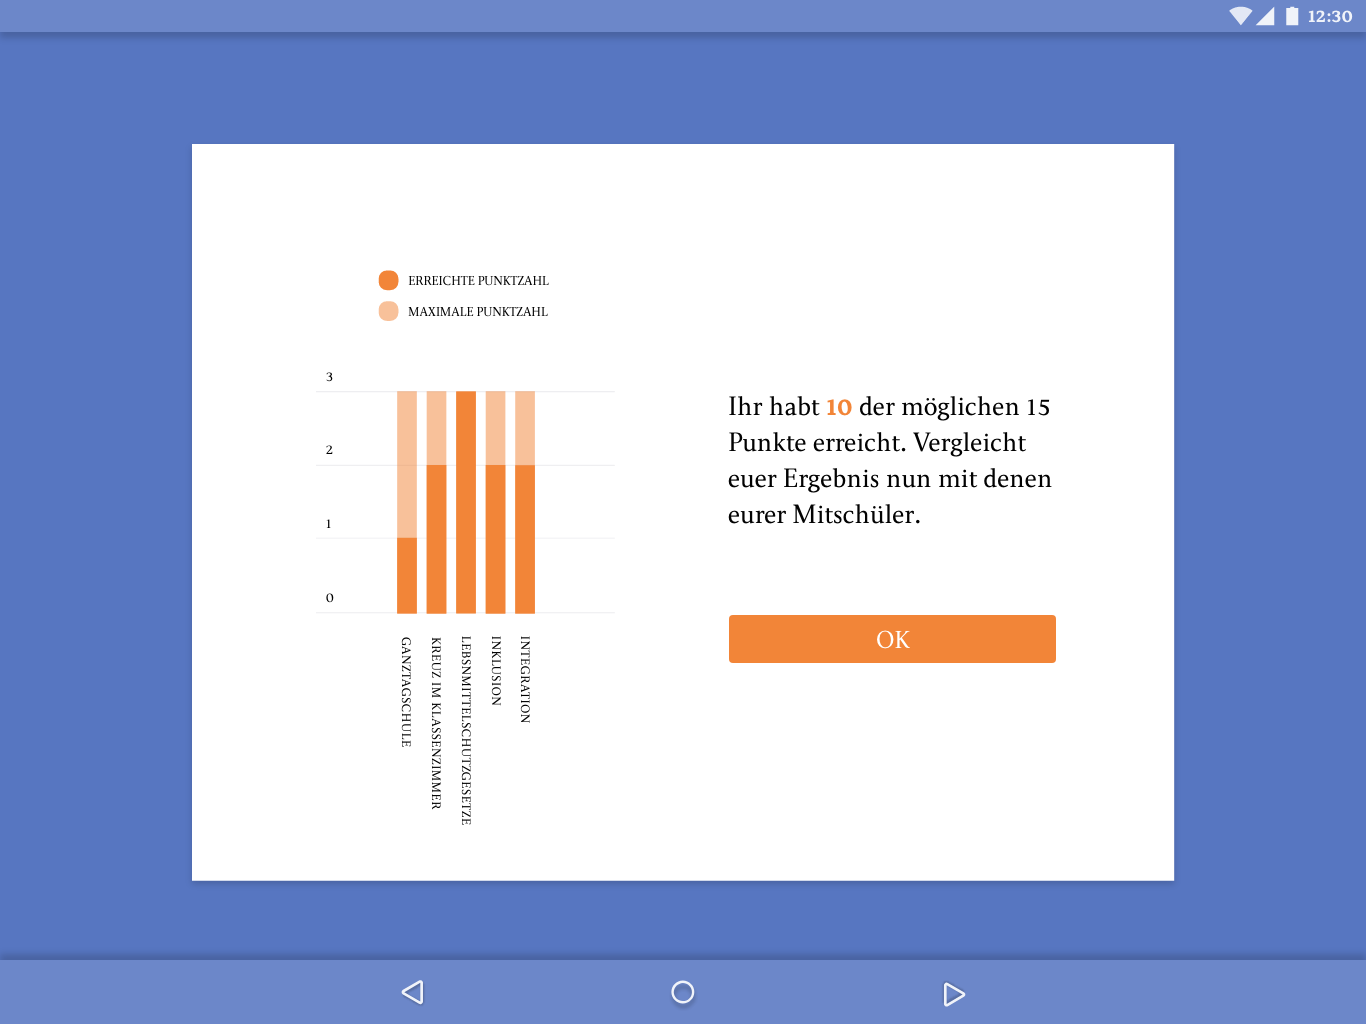 12:30
ERREICHTE PUNKTZAHL
MAXIMALE PUNKTZAHL
3
2
1
0
GANZTAGSCHULE
KREUZ IM KLASSENZIMMER
LEBSNMITTELSCHUTZGESETZE
INKLUSION
INTEGRATION
Ihr habt 10 der möglichen 15
Punkte erreicht. Vergleicht
euer Ergebnis nun mit denen
eurer Mitschüler.
OK